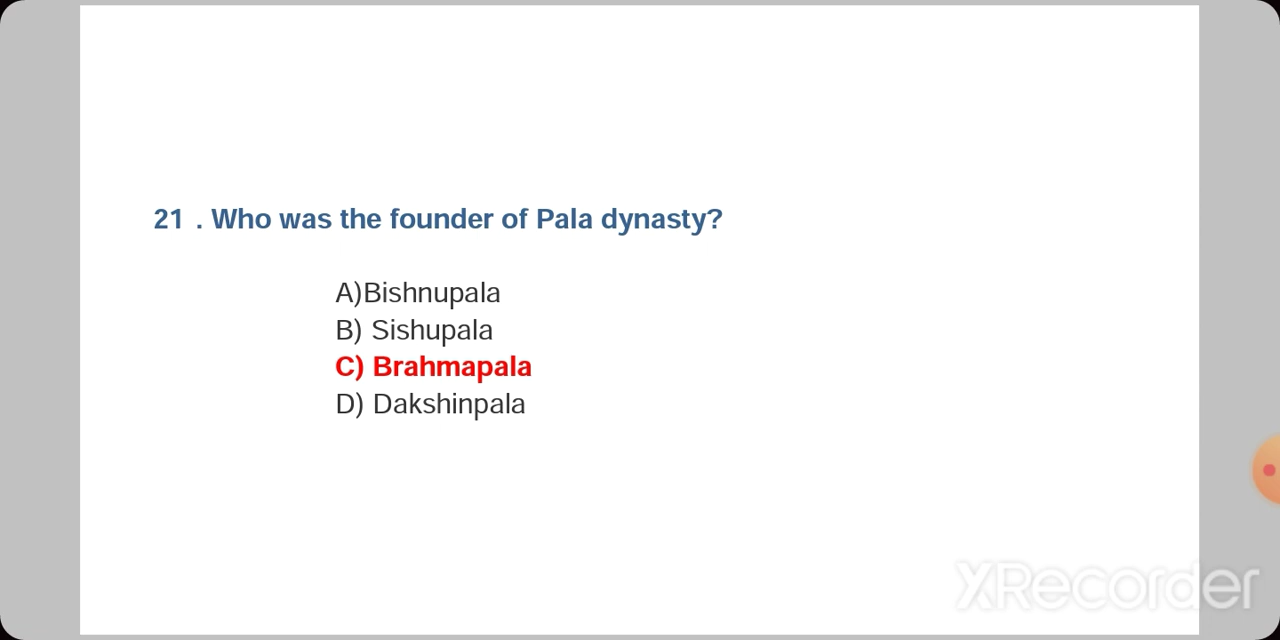 21 . Who was the founder of Pala dynasty?
A)Bishnupala
B) Sishupala
C) Brahmapala
D) Dakshinpala
XRecorder